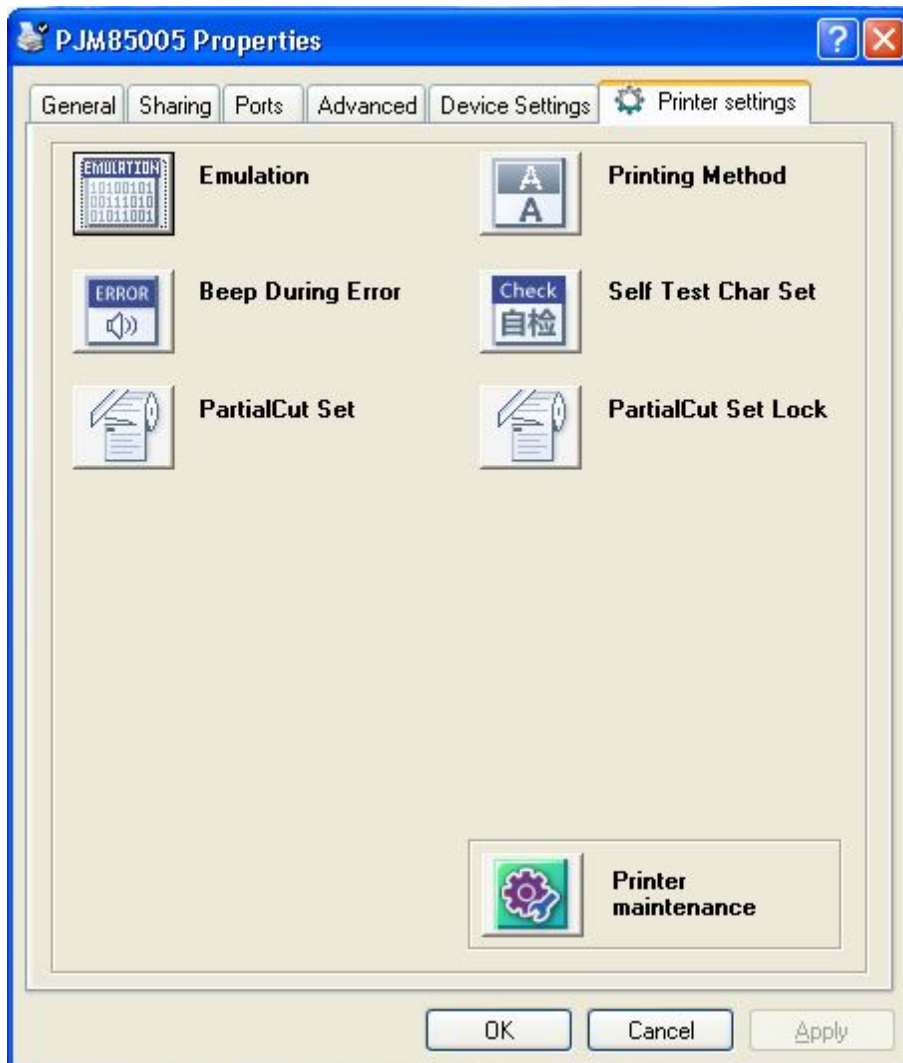 PJM85005 Properties
General Sharing Ports Advanced Device Settings Printer settings
EMULATION
10100101
00111010
01011001
Emulation
A
A
Printing Method
ERROR
Beep During Error
Check
自检
Self Test Char Set
PartialCut Set
PartialCut Set Lock
Printer
maintenance
OK Cancel Apply